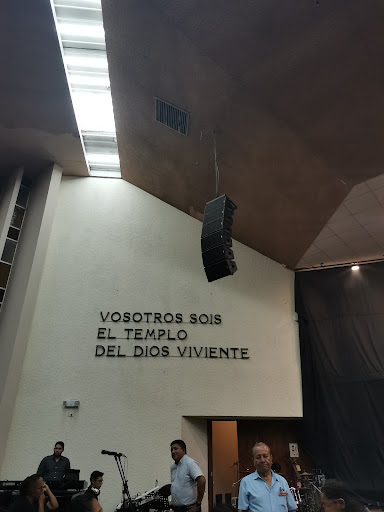 VOSOTROS SOIS
EL TEMPLO
DEL DIOS VIVIENTE